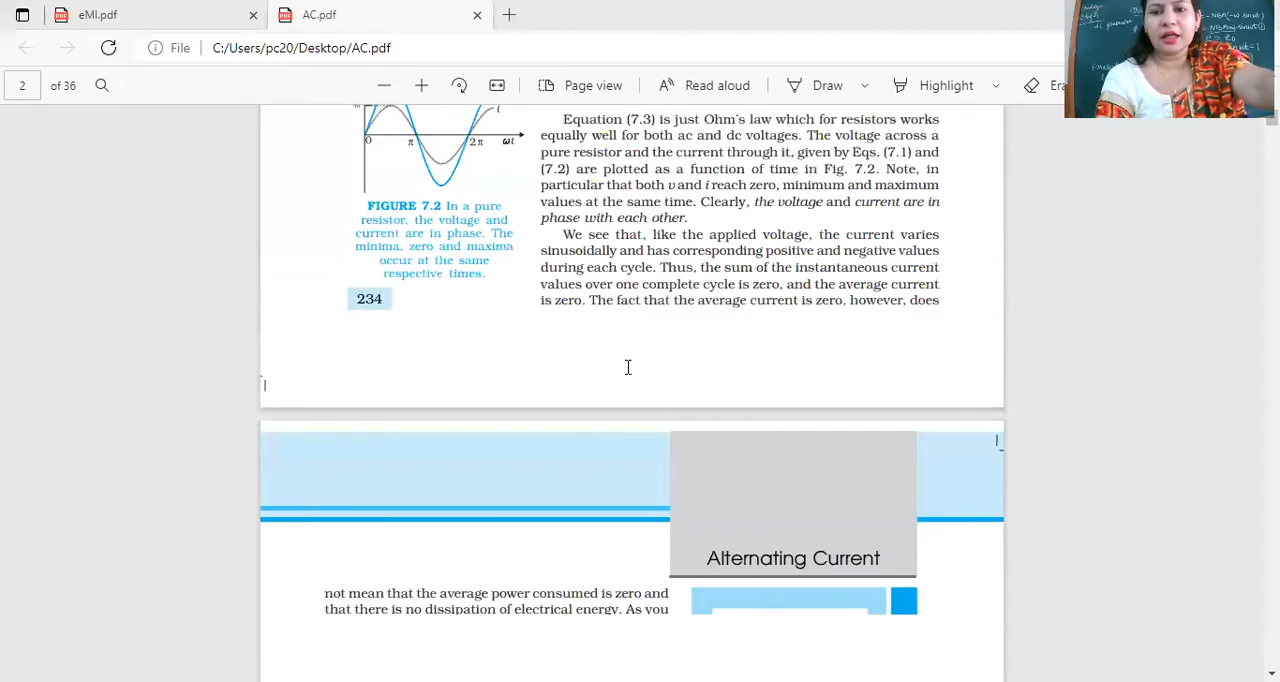 eMI.pdf
AC.pdf
File C:/Users/pc20/Desktop/AC.pdf
2 of 36
Page view
Read aloud
Draw
Highlight
Era
0 π 2π ωt
i
FIGURE 7.2 In a pure
resistor, the voltage and
current are in phase. The
minima, zero and maxima
occur at the same
respective times.
234
Equation (7.3) is just Ohm's law which for resistors works
equally well for both ac and dc voltages. The voltage across a
pure resistor and the current through it, given by Eqs. (7.1) and
(7.2) are plotted as a function of time in Fig. 7.2. Note, in
particular that both v and i reach zero, minimum and maximum
values at the same time. Clearly, the voltage and current are in
phase with each other.
We see that, like the applied voltage, the current varies
sinusoidally and has corresponding positive and negative values
during each cycle. Thus, the sum of the instantaneous current
values over one complete cycle is zero, and the average current
is zero. The fact that the average current is zero, however, does
Alternating Current
not mean that the average power consumed is zero and
that there is no dissipation of electrical energy. As you